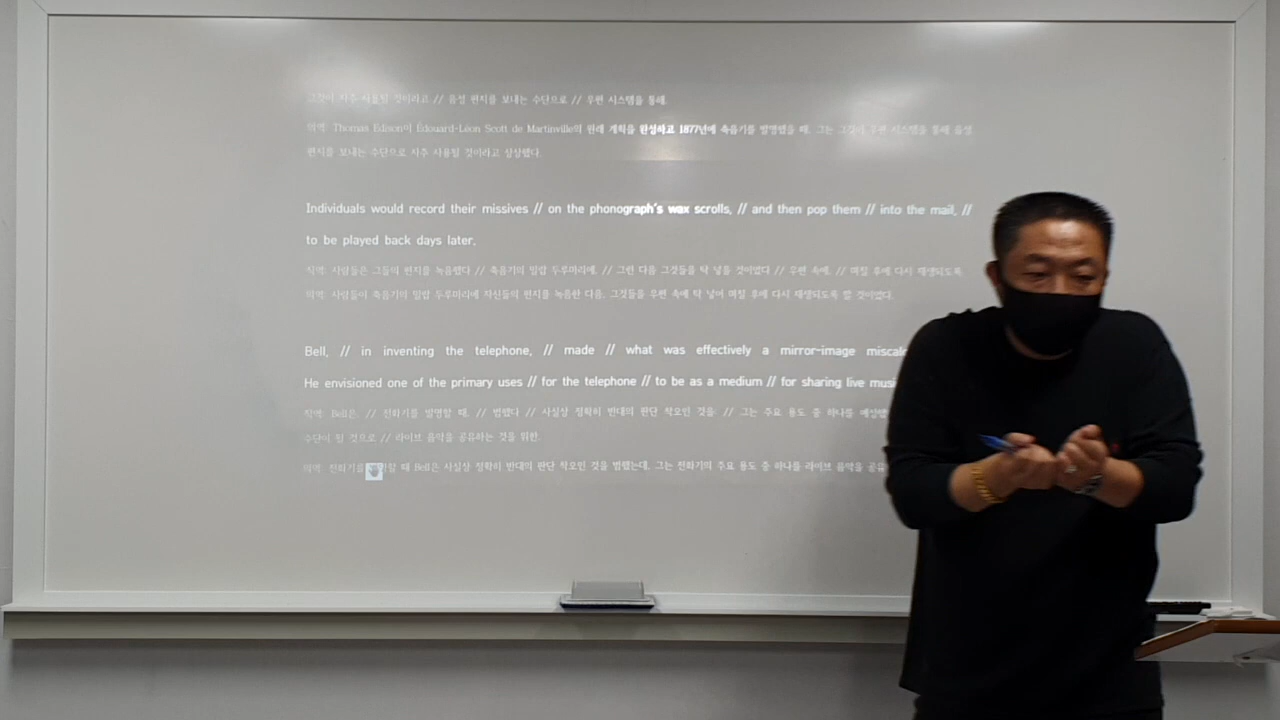 그것이 자주 사용될 것이라고 // 음성 편지를 보내는 수단으로 // 우편 시스템을 통해.
의역: Thomas Edison이 Édouard-Léon Scott de Martinville의 원래 계획을 완성하고 1877년에 축음기를 발명했을 때, 그는 그것이 우편 시스템을 통해 음성
편지를 보내는 수단으로 자주 사용될 것이라고 상상했다.
Individuals would record their missives // on the phonograph's wax scrolls, // and then pop them // into the mail, //
to be played back days later.
직역: 사람들은 그들의 편지를 녹음했다 // 축음기의 밀랍 두루마리에, // 그런 다음 그것들을 탁 넣을 것이었다 // 우편 속에, // 며칠 후에 다시 재생되도록
의역: 사람들이 축음기의 밀랍 두루마리에 자신들의 편지를 녹음한 다음, 그것들을 우편 속에 탁 넣어 며칠 후에 다시 재생되도록 할 것이었다.
Bell, // in inventing the telephone, // made // what was effectively a mirror-image miscal
He envisioned one of the primary uses // for the telephone // to be as a medium // for sharing live musi
직역: Bell은, // 전화기를 발명할 때, // 범했다 // 사실상 정확히 반대의 판단 착오인 것을 // 그는 주요 용도 중 하나를
수단이 될 것으로 // 라이브 음악을 공유하는 것을 위한.
의역: 전화기를 할 때 Bell은 사실상 정확히 반대의 판단 착오인 것을 범했는데, 그는 전화기의 주요 용도 중 하나를 라이브 음악을 공유